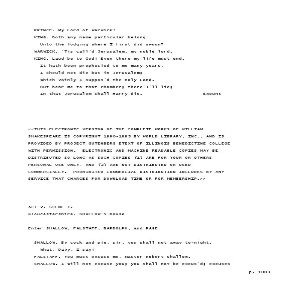 PRINCE. My Lord of Warwick!
KING. Doth any name particular belong
Unto the lodging where I first did swoon?
WARWICK. 'Tis call'd Jerusalem, my noble lord.
KING. Laud be to God! Even there my life must end.
It hath been prophesied to me many years,
I should not die but in Jerusalem;
Which vainly I suppos'd the Holy Land.
But bear me to that chamber; there I'll lie;
In that Jerusalem shall Harry die. Exeunt
<<THIS ELECTRONIC VERSION OF THE COMPLETE WORKS OF WILLIAM
SHAKESPEARE IS COPYRIGHT 1990-1993 BY WORLD LIBRARY, INC., AND IS
PROVIDED BY PROJECT GUTENBERG ETEXT OF ILLINOIS BENEDICTINE COLLEGE
WITH PERMISSION. ELECTRONIC AND MACHINE READABLE COPIES MAY BE
DISTRIBUTED SO LONG AS SUCH COPIES (1) ARE FOR YOUR OR OTHERS
PERSONAL USE ONLY, AND (2) ARE NOT DISTRIBUTED OR USED
COMMERCIALLY. PROHIBITED COMMERCIAL DISTRIBUTION INCLUDES BY ANY
SERVICE THAT CHARGES FOR DOWNLOAD TIME OR FOR MEMBERSHIP.>>
ACT V. SCENE I.
Gloucestershire. SHALLOW'S house
Enter SHALLOW, FALSTAFF, BARDOLPH, and PAGE
SHALLOW. By cock and pie, sir, you shall not away to-night.
What, Davy, I say!
FALSTAFF. You must excuse me, Master Robert Shallow.
SHALLOW. I will not excuse you; you shall not be excus'd; excuses